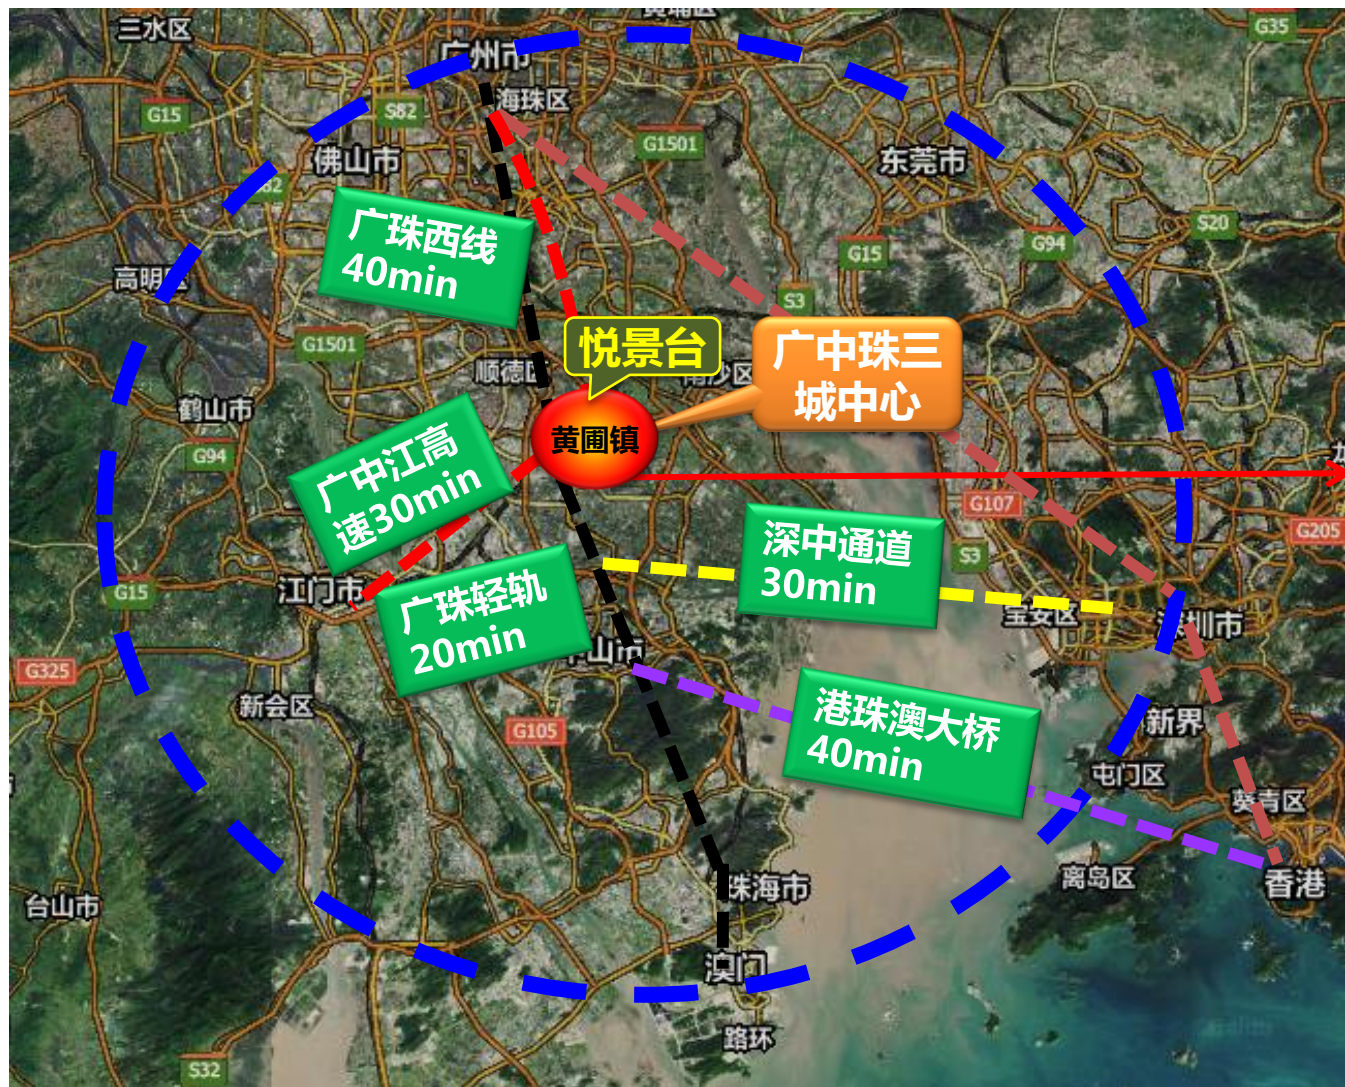 三水区
广州市
G35
海珠区
G15
S82
G1501
佛山市
东莞市
广珠西线
40min
S20
G94
G15
高明区
S3
G1501
悦景台
广中珠三
城中心
顺德区
南沙区
鹤山市
黄圃镇
G94
广中江高
速30min
G107
G205
深中通道
30min
S3
江门市
G15
广珠轻轨
20min
宝安区
深圳市
中山市
G325
新会区
港珠澳大桥
40min
新界
G105
屯门区
葵青区
珠海市
离岛区
香港
台山市
澳门
路环
S32